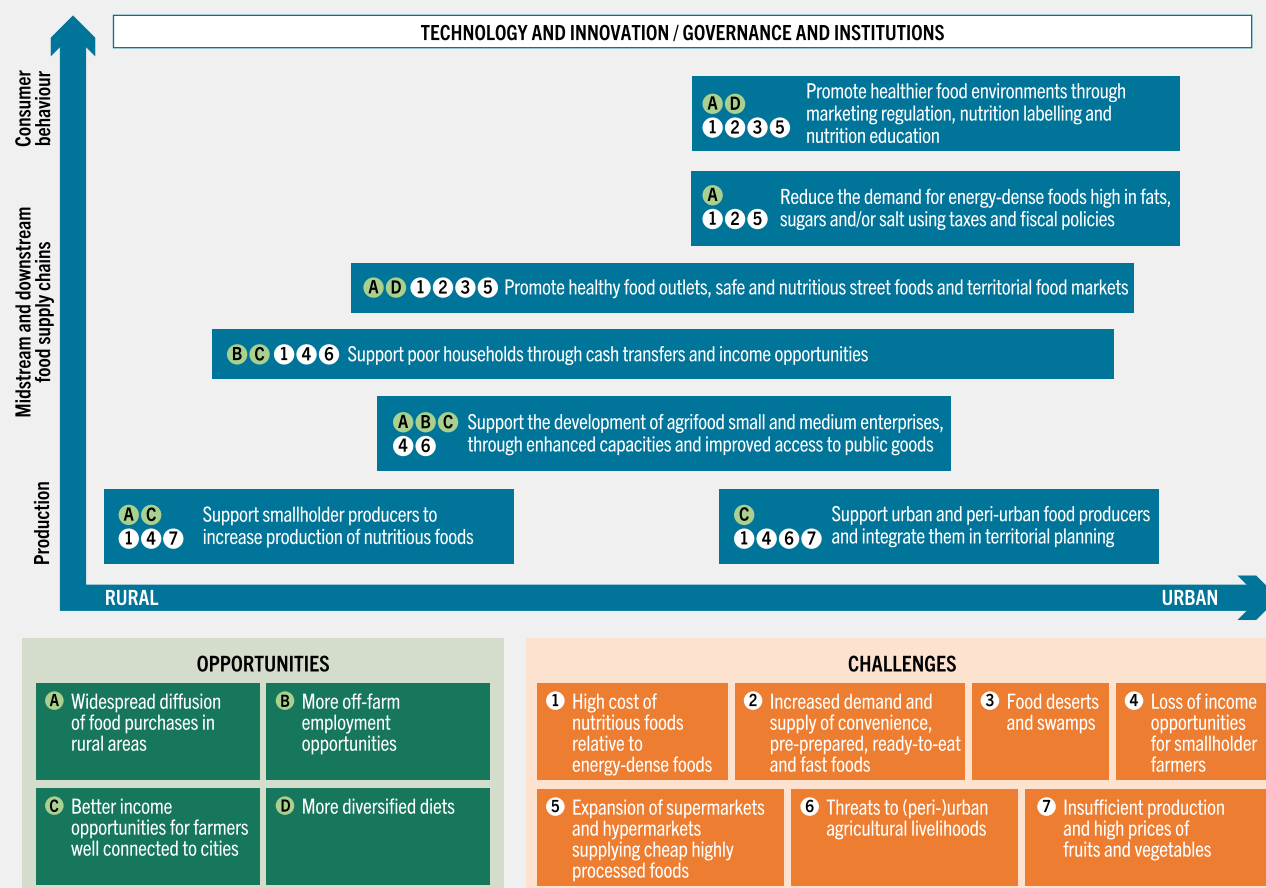 TECHNOLOGY AND INNOVATION / GOVERNANCE AND INSTITUTIONS
Consumer
behaviour
A D
1 2 3 5
Promote healthier food environments through
marketing regulation, nutrition labelling and
nutrition education
A
1 2 5
Reduce the demand for energy-dense foods high in fats,
sugars and/or salt using taxes and fiscal policies
Midstream and downstream
food supply chains
A D 1 2 3 5 Promote healthy food outlets, safe and nutritious street foods and territorial food markets
B C 1 4 6 Support poor households through cash transfers and income opportunities
A B C
4 6
Support the development of agrifood small and medium enterprises,
through enhanced capacities and improved access to public goods
Production
A C
1 4 7
Support smallholder producers to
increase production of nutritious foods
C
1 4 6 7
Support urban and peri-urban food producers
and integrate them in territorial planning
RURAL
URBAN
OPPORTUNITIES
A Widespread diffusion
of food purchases in
rural areas
B More off-farm
employment
opportunities
C Better income
opportunities for farmers
well connected to cities
D More diversified diets
CHALLENGES
1 High cost of
nutritious foods
relative to
energy-dense foods
2 Increased demand and
supply of convenience,
pre-prepared, ready-to-eat
and fast foods
3 Food deserts
and swamps
4 Loss of income
opportunities
for smallholder
farmers
5 Expansion of supermarkets
and hypermarkets
supplying cheap highly
processed foods
6 Threats to (peri-)urban
agricultural livelihoods
7 Insufficient production
and high prices of
fruits and vegetables